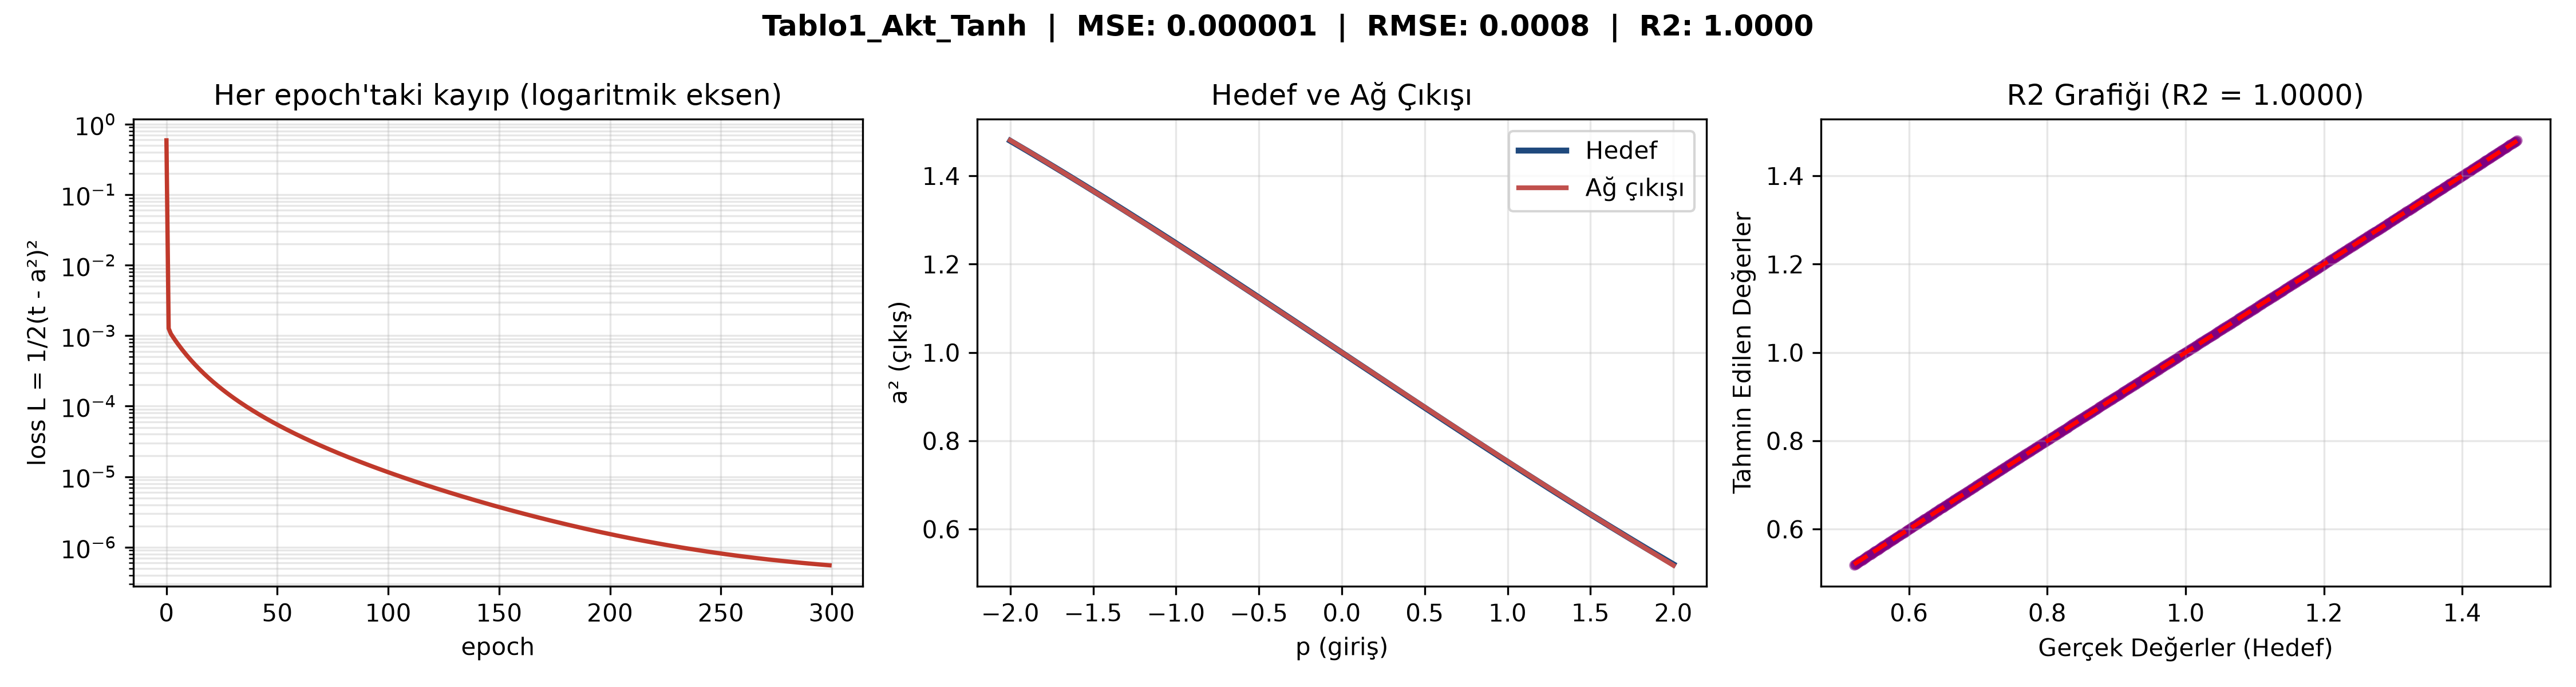 Tablo1_Akt_Tanh | MSE: 0.000001 | RMSE: 0.0008 | R2: 1.0000
Her epoch'taki kayıp (logaritmik eksen)
10⁰
10⁻¹
10⁻²
10⁻³
10⁻⁴
10⁻⁵
10⁻⁶
loss L = 1/2(t - a²)²
0 50 100 150 200 250 300
epoch
Hedef ve Ağ Çıkışı
Hedef
Ağ çıkışı
1.4
1.2
1.0
0.8
0.6
a² (çıkış)
−2.0 −1.5 −1.0 −0.5 0.0 0.5 1.0 1.5 2.0
p (giriş)
R2 Grafiği (R2 = 1.0000)
1.4
1.2
1.0
0.8
0.6
Tahmin Edilen Değerler
0.6 0.8 1.0 1.2 1.4
Gerçek Değerler (Hedef)